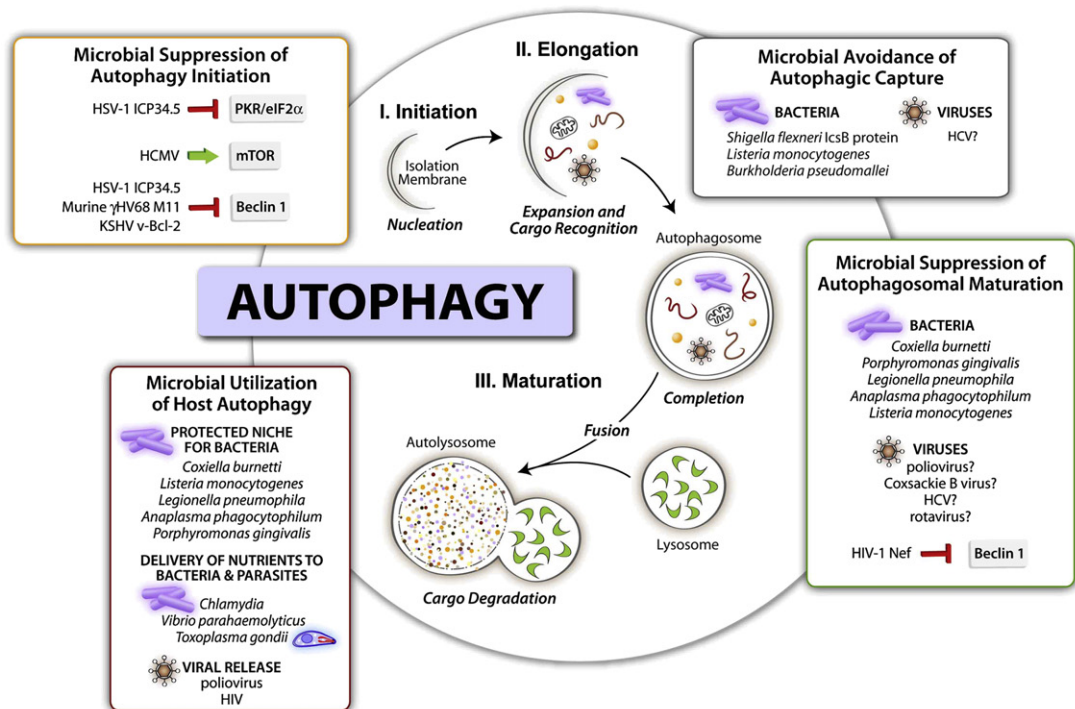 Microbial Suppression of
Autophagy Initiation
HSV-1 ICP34.5
PKR/eIF2α
HCMV
mTOR
HSV-1 ICP34.5
Murine γHV68 M11
KSHV v-Bcl-2
Beclin 1
I. Initiation
Isolation
Membrane
Nucleation
II. Elongation
Expansion and
Cargo Recognition
Microbial Avoidance of
Autophagic Capture
BACTERIA
Shigella flexneri IcsB protein
Listeria monocytogenes
Burkholderia pseudomallei
VIRUSES
HCV?
AUTOPHAGY
Autophagosome
Completion
Microbial Suppression of
Autophagosomal Maturation
BACTERIA
Coxiella burnetti
Porphyromonas gingivalis
Legionella pneumophila
Anaplasma phagocytophilum
Listeria monocytogenes
VIRUSES
poliovirus?
Coxsackie B virus?
HCV?
rotavirus?
HIV-1 Nef
Beclin 1
III. Maturation
Fusion
Autolysosome
Lysosome
Cargo Degradation
Microbial Utilization
of Host Autophagy
PROTECTED NICHE
FOR BACTERIA
Coxiella burnetti
Listeria monocytogenes
Legionella pneumophila
Anaplasma phagocytophilum
Porphyromonas gingivalis
DELIVERY OF NUTRIENTS TO
BACTERIA & PARASITES
Chlamydia
Vibrio parahaemolyticus
Toxoplasma gondii
VIRAL RELEASE
poliovirus
HIV